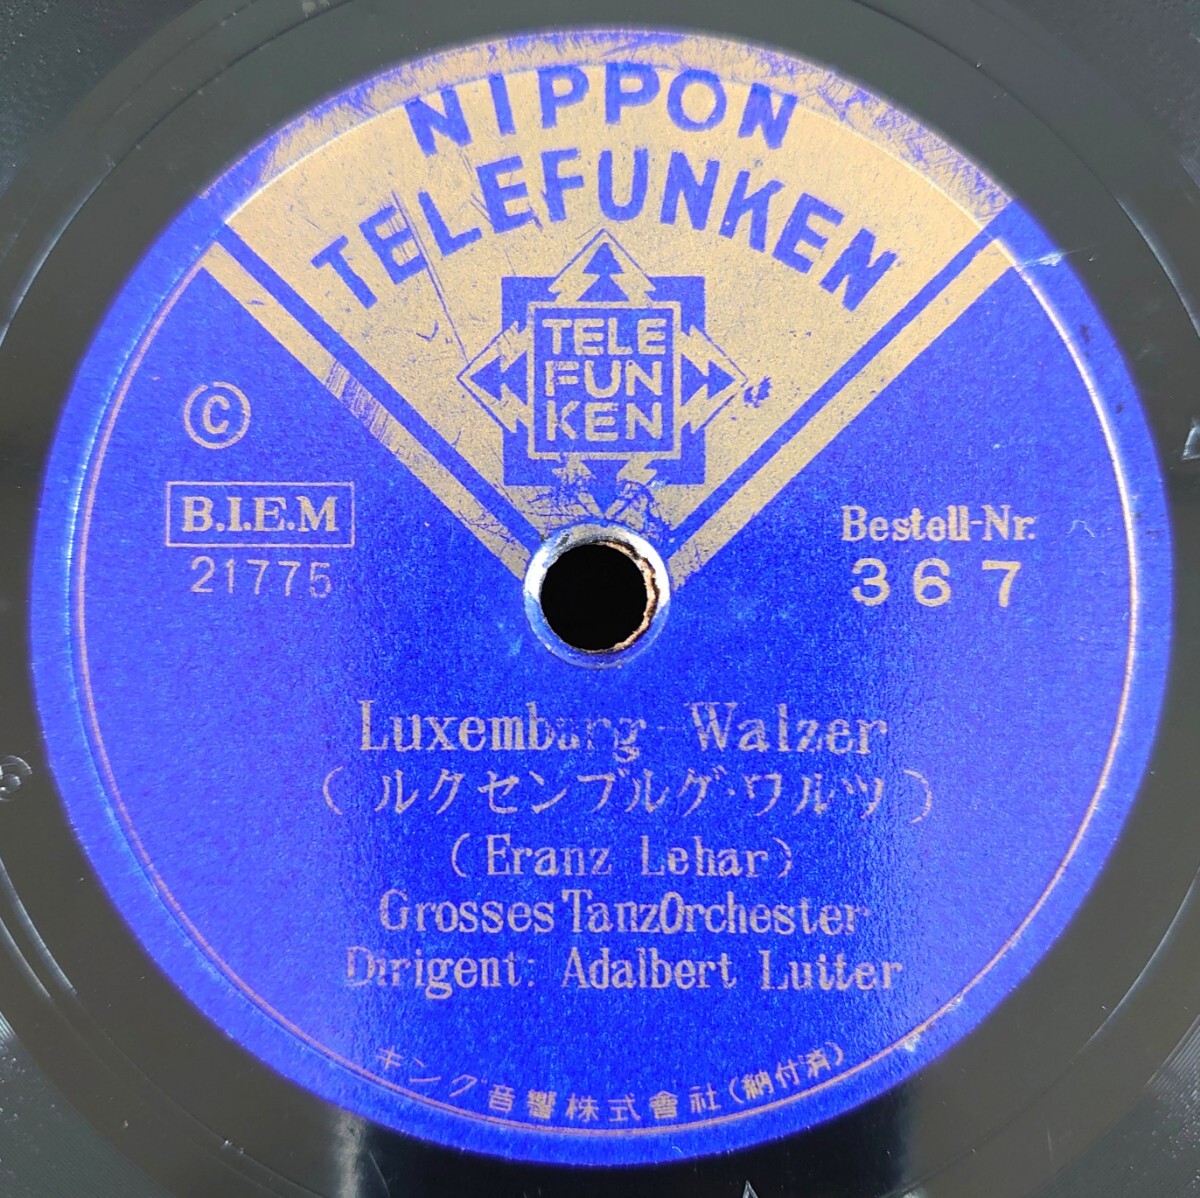 NIPPON
TELEFUNKEN
TELE
FUN
KEN
©
B.I.E.M
21775
Bestell-Nr.
367
Luxemburg-Walzer
(ルクセンブルグ・ワルツ)
(Eranz Lehar)
Grosses TanzOrchester
Dirigent: Adalbert Lutter
キング音響株式會社(納付済)